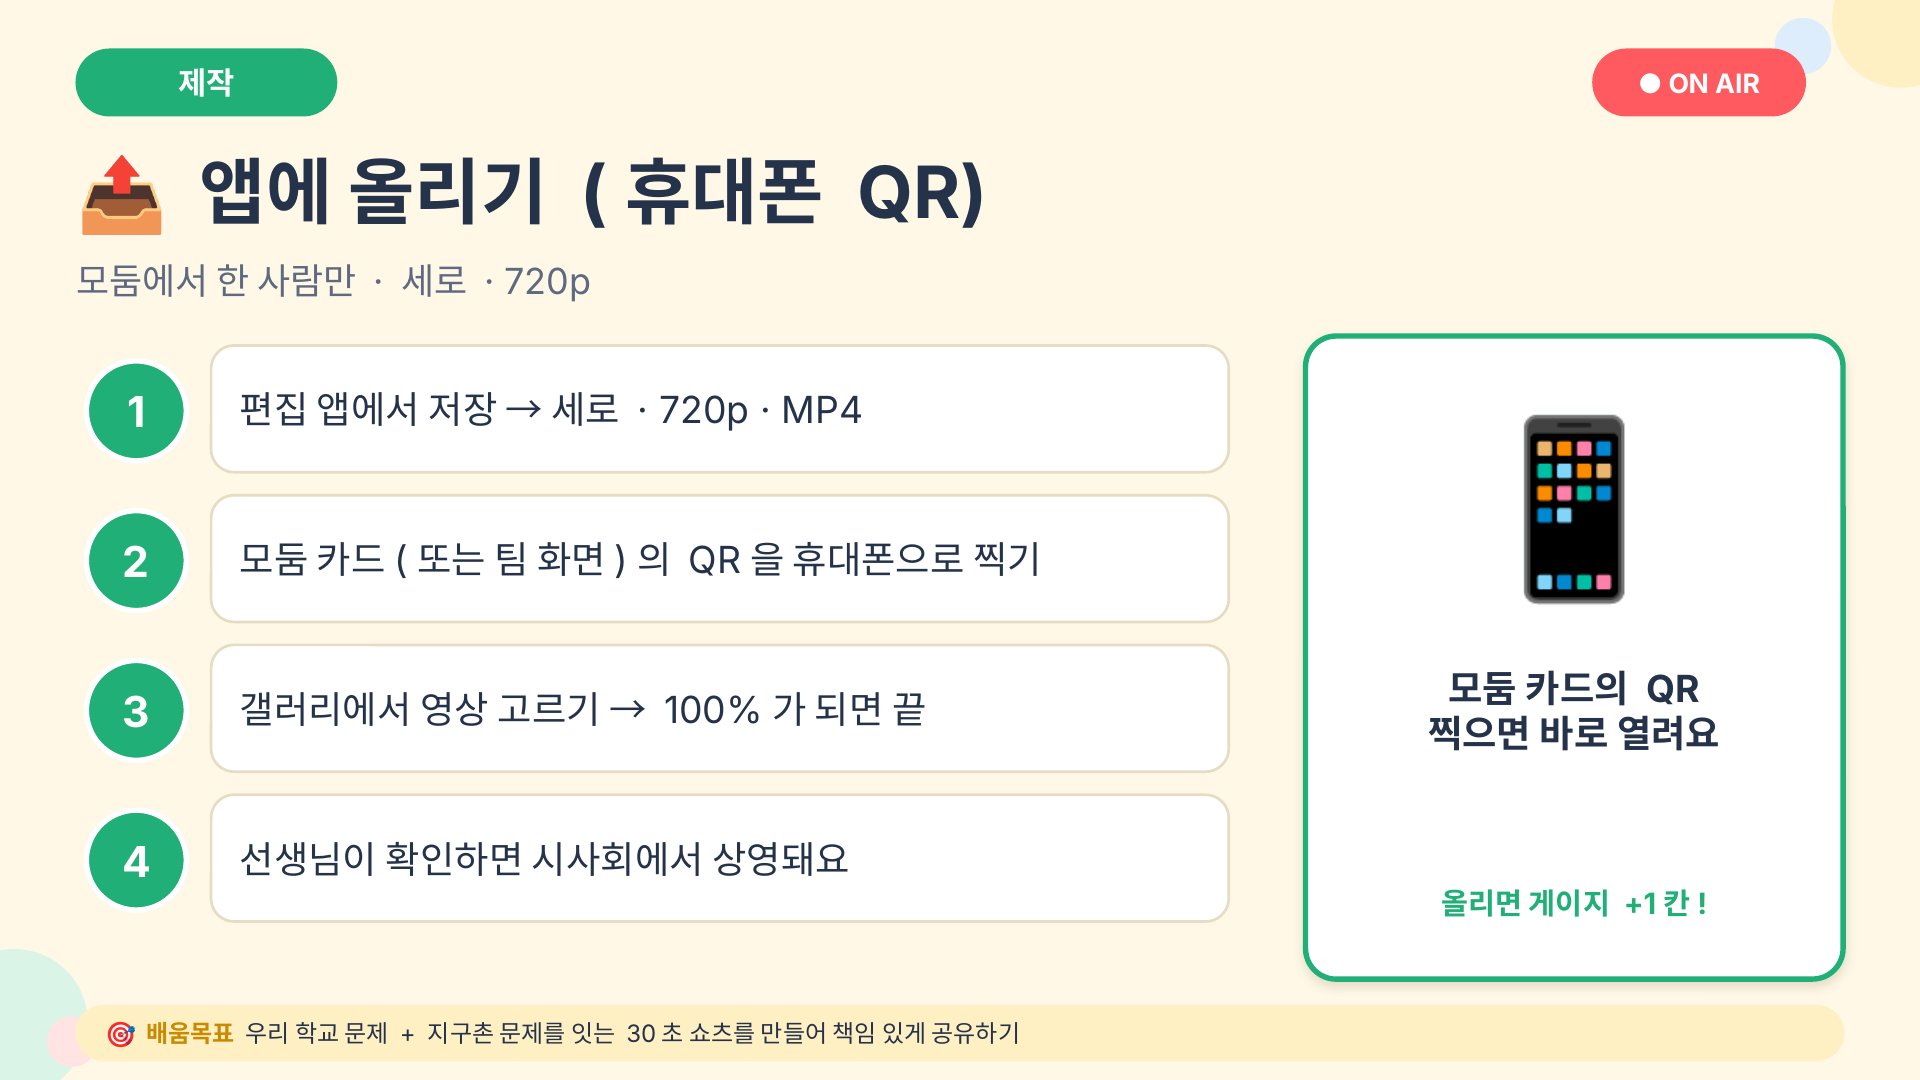 제작
ON AIR
앱에 올리기 ( 휴대폰 QR)
모둠에서 한 사람만 · 세로 · 720p
1
편집 앱에서 저장 → 세로 · 720p · MP4
2
모둠 카드 ( 또는 팀 화면 ) 의 QR 을 휴대폰으로 찍기
3
갤러리에서 영상 고르기 → 100% 가 되면 끝
4
선생님이 확인하면 시사회에서 상영돼요
모둠 카드의 QR
찍으면 바로 열려요
올리면 게이지 +1 칸 !
배움목표 우리 학교 문제 + 지구촌 문제를 잇는 30 초 쇼츠를 만들어 책임 있게 공유하기